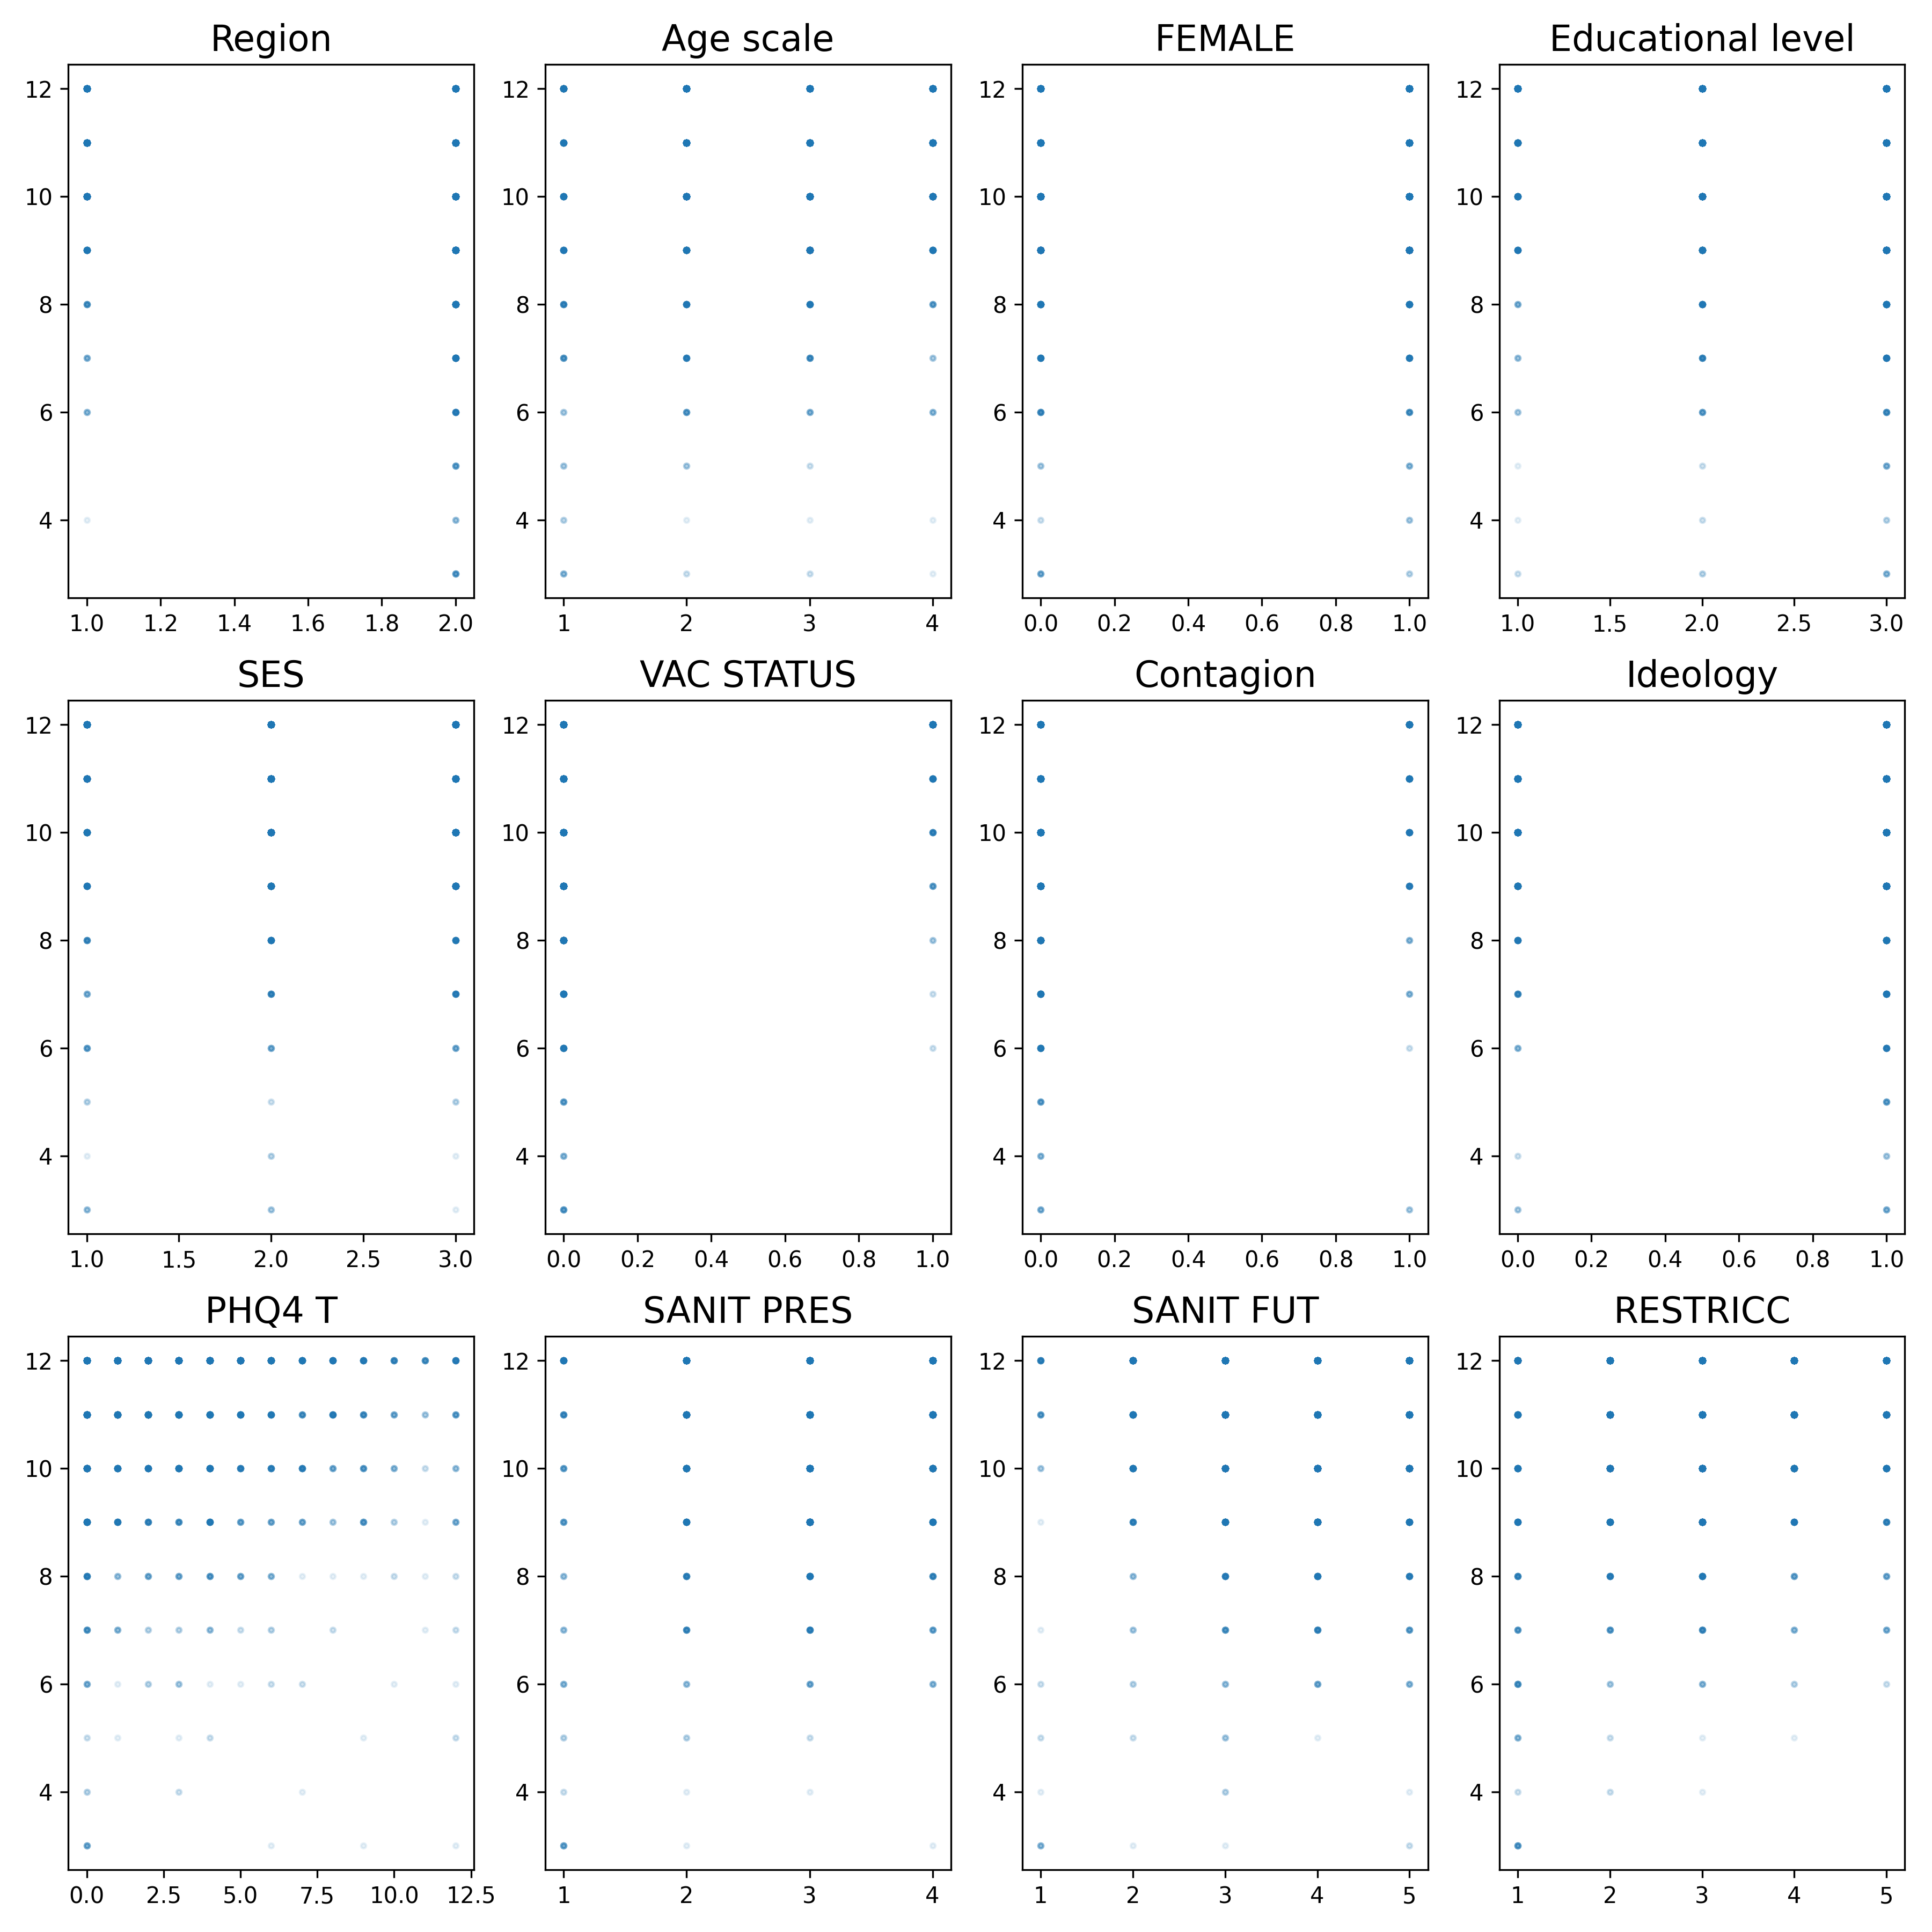 Region Age scale FEMALE Educational level
12 12 12 12
10 10 10 10
8 8 8 8
6 6 6 6
4 4 4 4
1.0 1.2 1.4 1.6 1.8 2.0 1 2 3 4 0.0 0.2 0.4 0.6 0.8 1.0 1.0 1.5 2.0 2.5 3.0
SES VAC STATUS Contagion Ideology
12 12 12 12
10 10 10 10
8 8 8 8
6 6 6 6
4 4 4 4
1.0 1.5 2.0 2.5 3.0 0.0 0.2 0.4 0.6 0.8 1.0 0.0 0.2 0.4 0.6 0.8 1.0 0.0 0.2 0.4 0.6 0.8 1.0
PHQ4 T SANIT PRES SANIT FUT RESTRICC
12 12 12 12
10 10 10 10
8 8 8 8
6 6 6 6
4 4 4 4
0.0 2.5 5.0 7.5 10.0 12.5 1 2 3 4 1 2 3 4 5 1 2 3 4 5